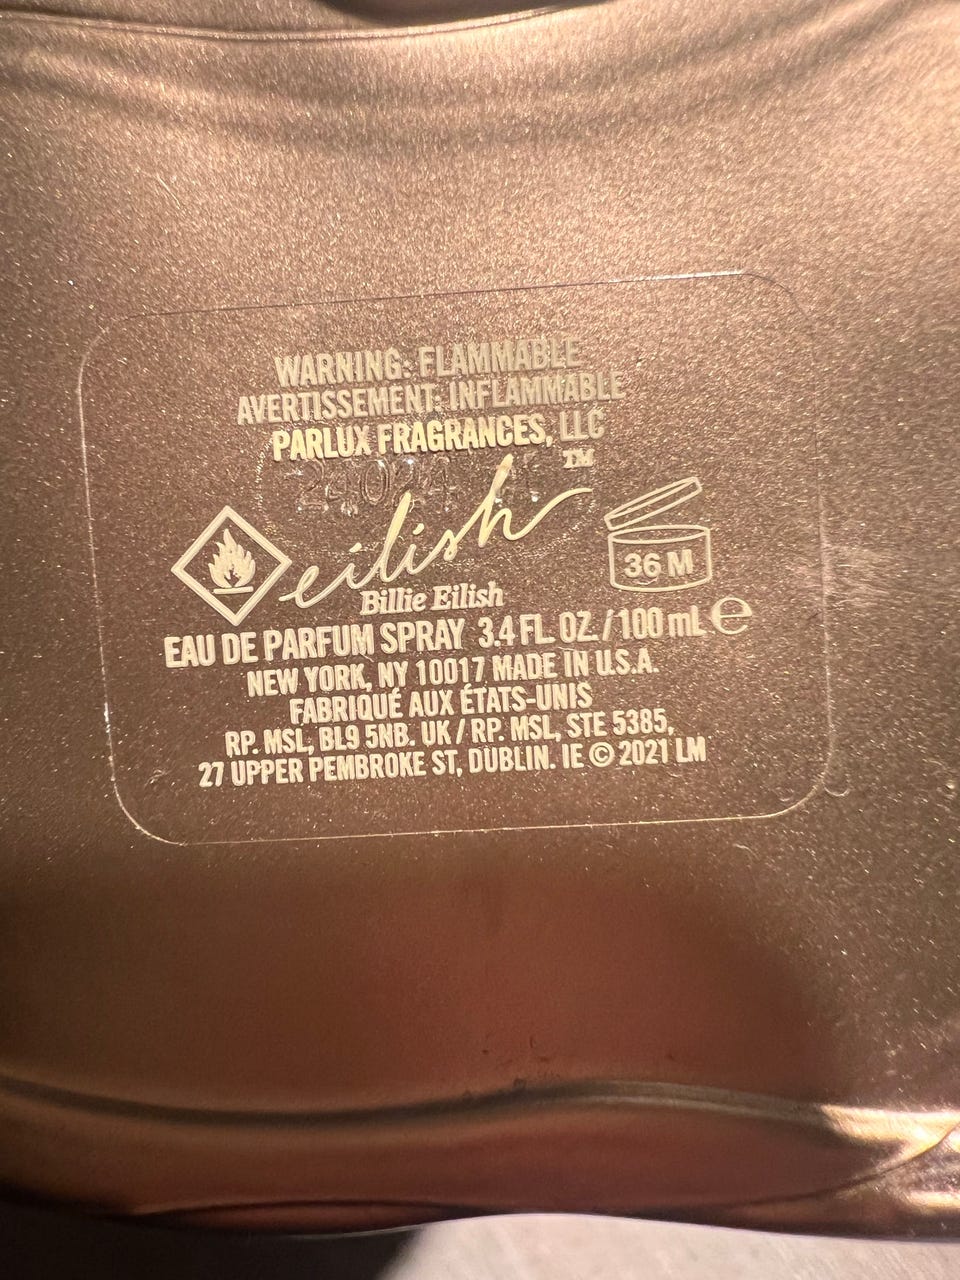 WARNING: FLAMMABLE
AVERTISSEMENT: INFLAMMABLE
PARLUX FRAGRANCES, LLC
eilish™
36 M
Billie Eilish
EAU DE PARFUM SPRAY 3.4 FL. OZ. / 100 mL ℮
NEW YORK, NY 10017 MADE IN U.S.A.
FABRIQUÉ AUX ÉTATS-UNIS
RP. MSL, BL9 5NB. UK / RP. MSL, STE 5385,
27 UPPER PEMBROKE ST, DUBLIN. IE © 2021 LM